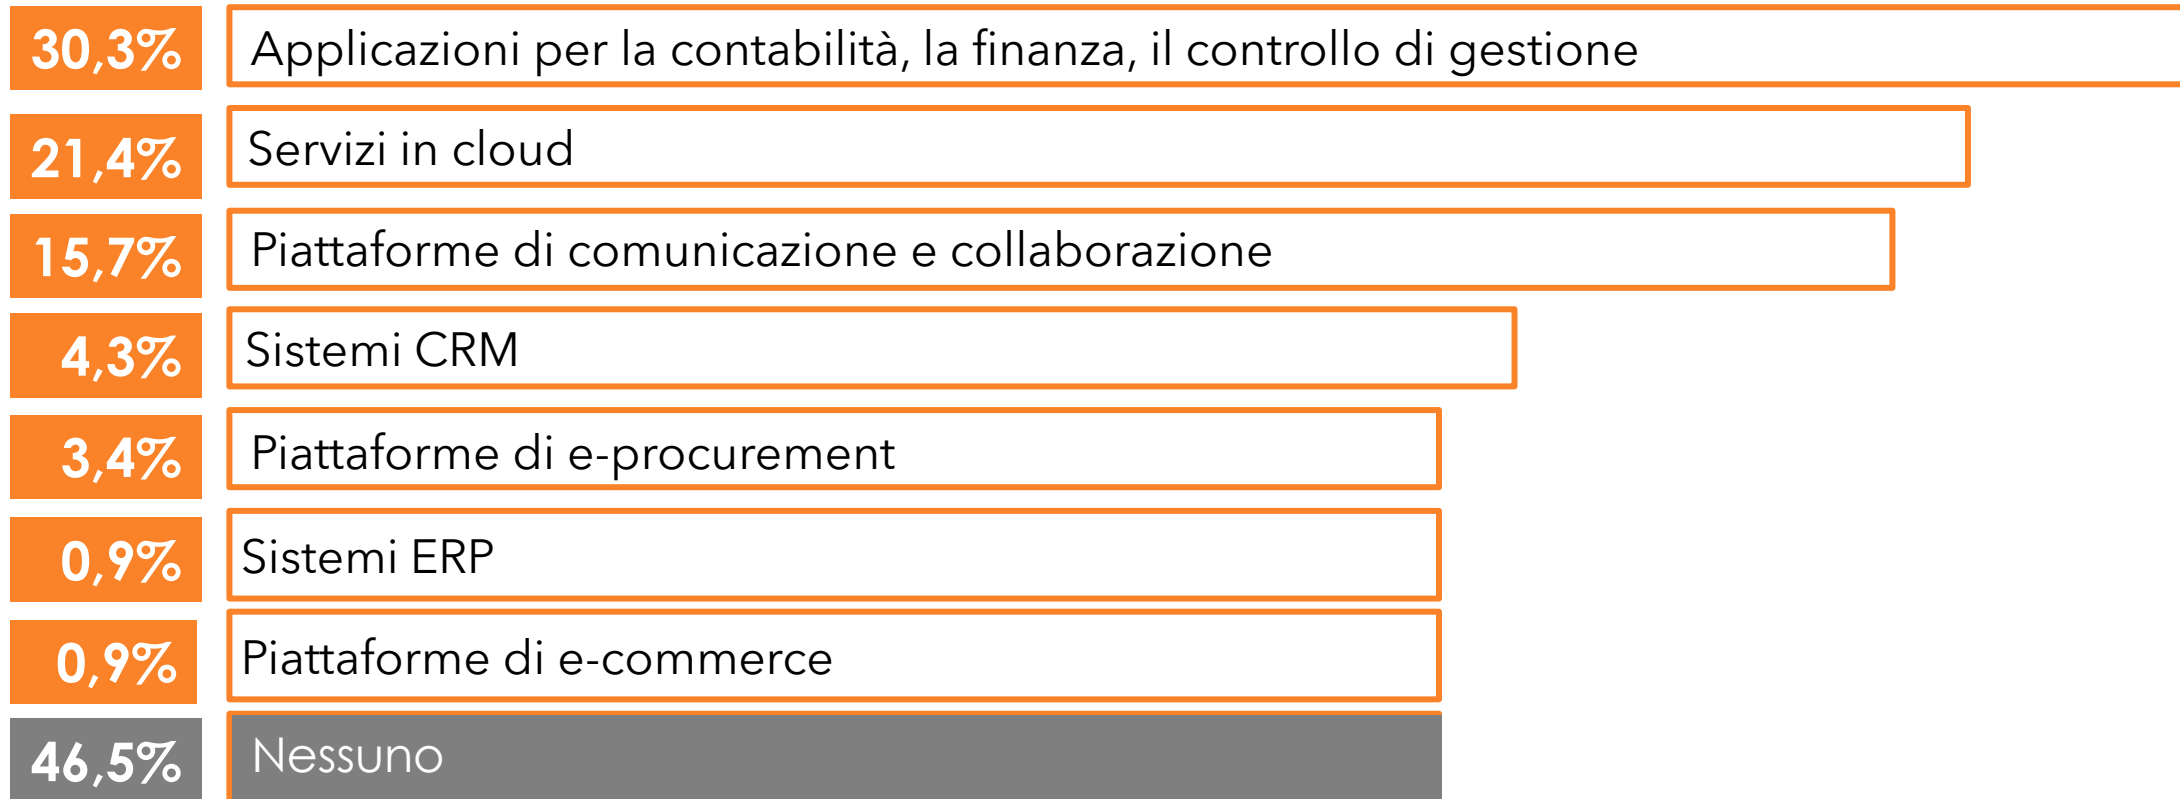 30,3% Applicazioni per la contabilità, la finanza, il controllo di gestione
21,4% Servizi in cloud
15,7% Piattaforme di comunicazione e collaborazione
4,3% Sistemi CRM
3,4% Piattaforme di e-procurement
0,9% Sistemi ERP
0,9% Piattaforme di e-commerce
46,5% Nessuno